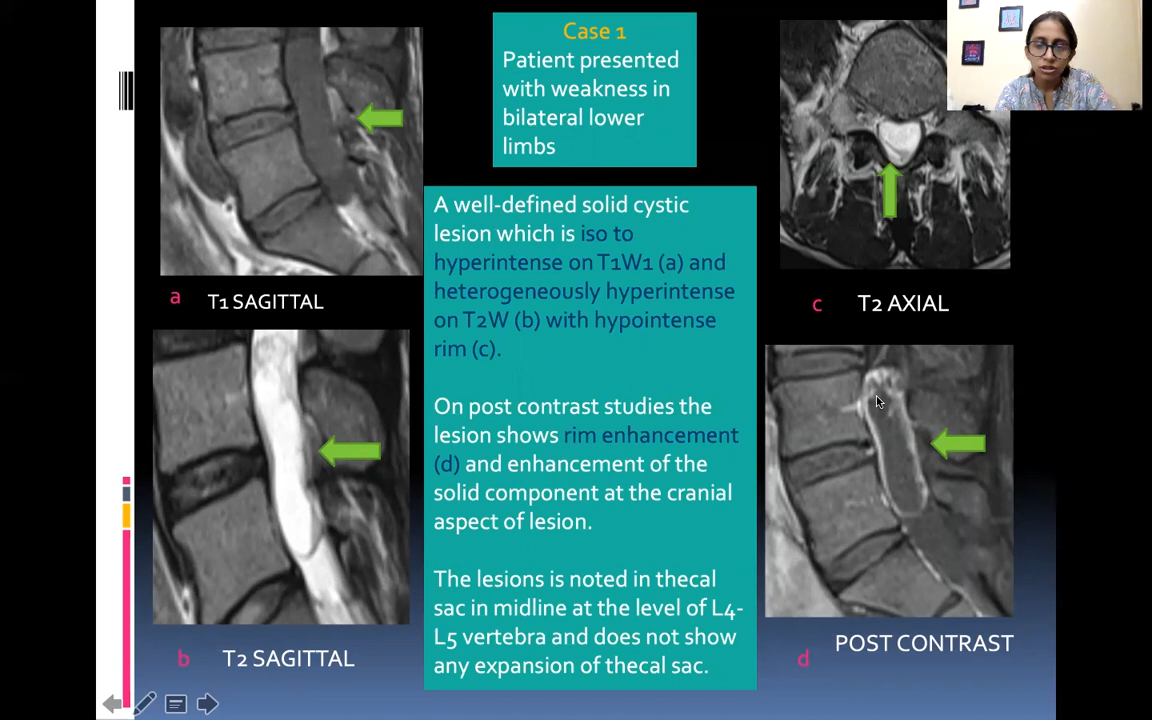 Case 1
Patient presented
with weakness in
bilateral lower
limbs
a T1 SAGITTAL
A well-defined solid cystic
lesion which is iso to
hyperintense on T1W1 (a) and
heterogeneously hyperintense
on T2W (b) with hypointense
rim (c).
On post contrast studies the
lesion shows rim enhancement
(d) and enhancement of the
solid component at the cranial
aspect of lesion.
The lesions is noted in thecal
sac in midline at the level of L4-
L5 vertebra and does not show
any expansion of thecal sac.
c T2 AXIAL
b T2 SAGITTAL
d POST CONTRAST